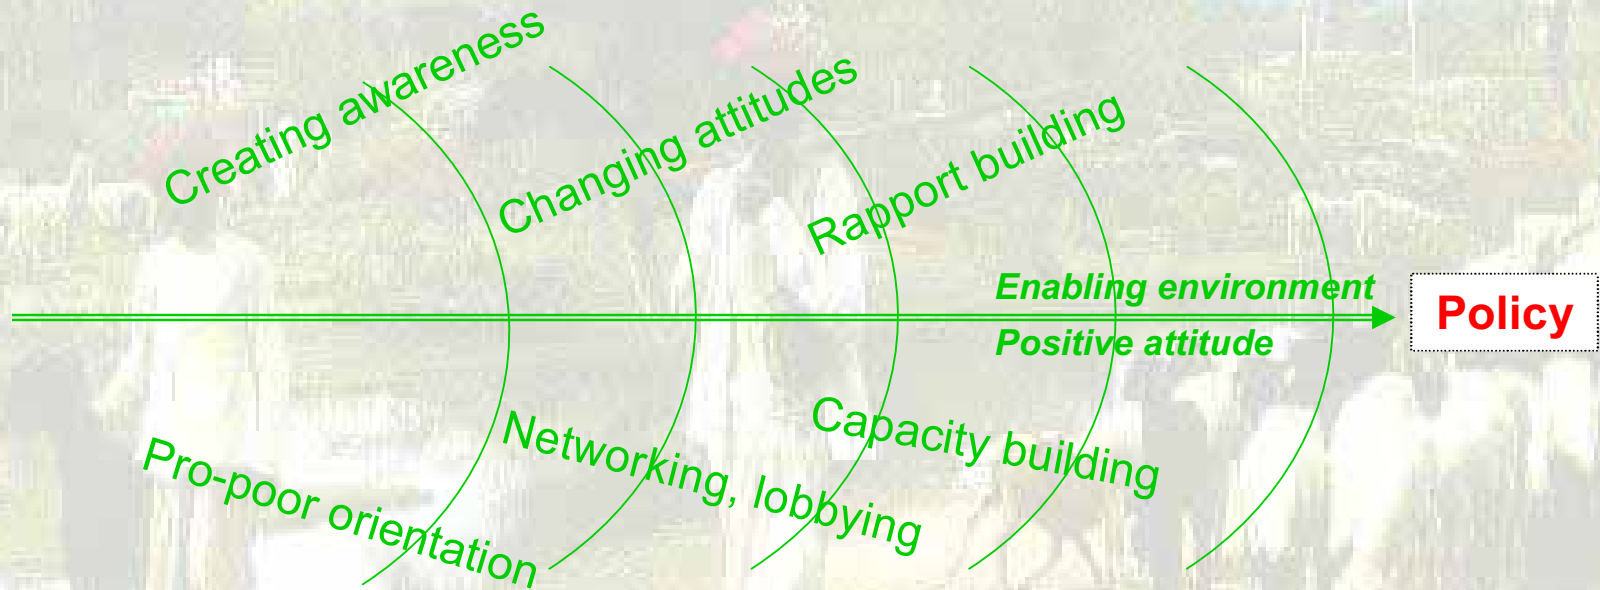 Creating awareness
Changing attitudes
Rapport building
Enabling environment
Positive attitude
Policy
Pro-poor orientation
Networking, lobbying
Capacity building